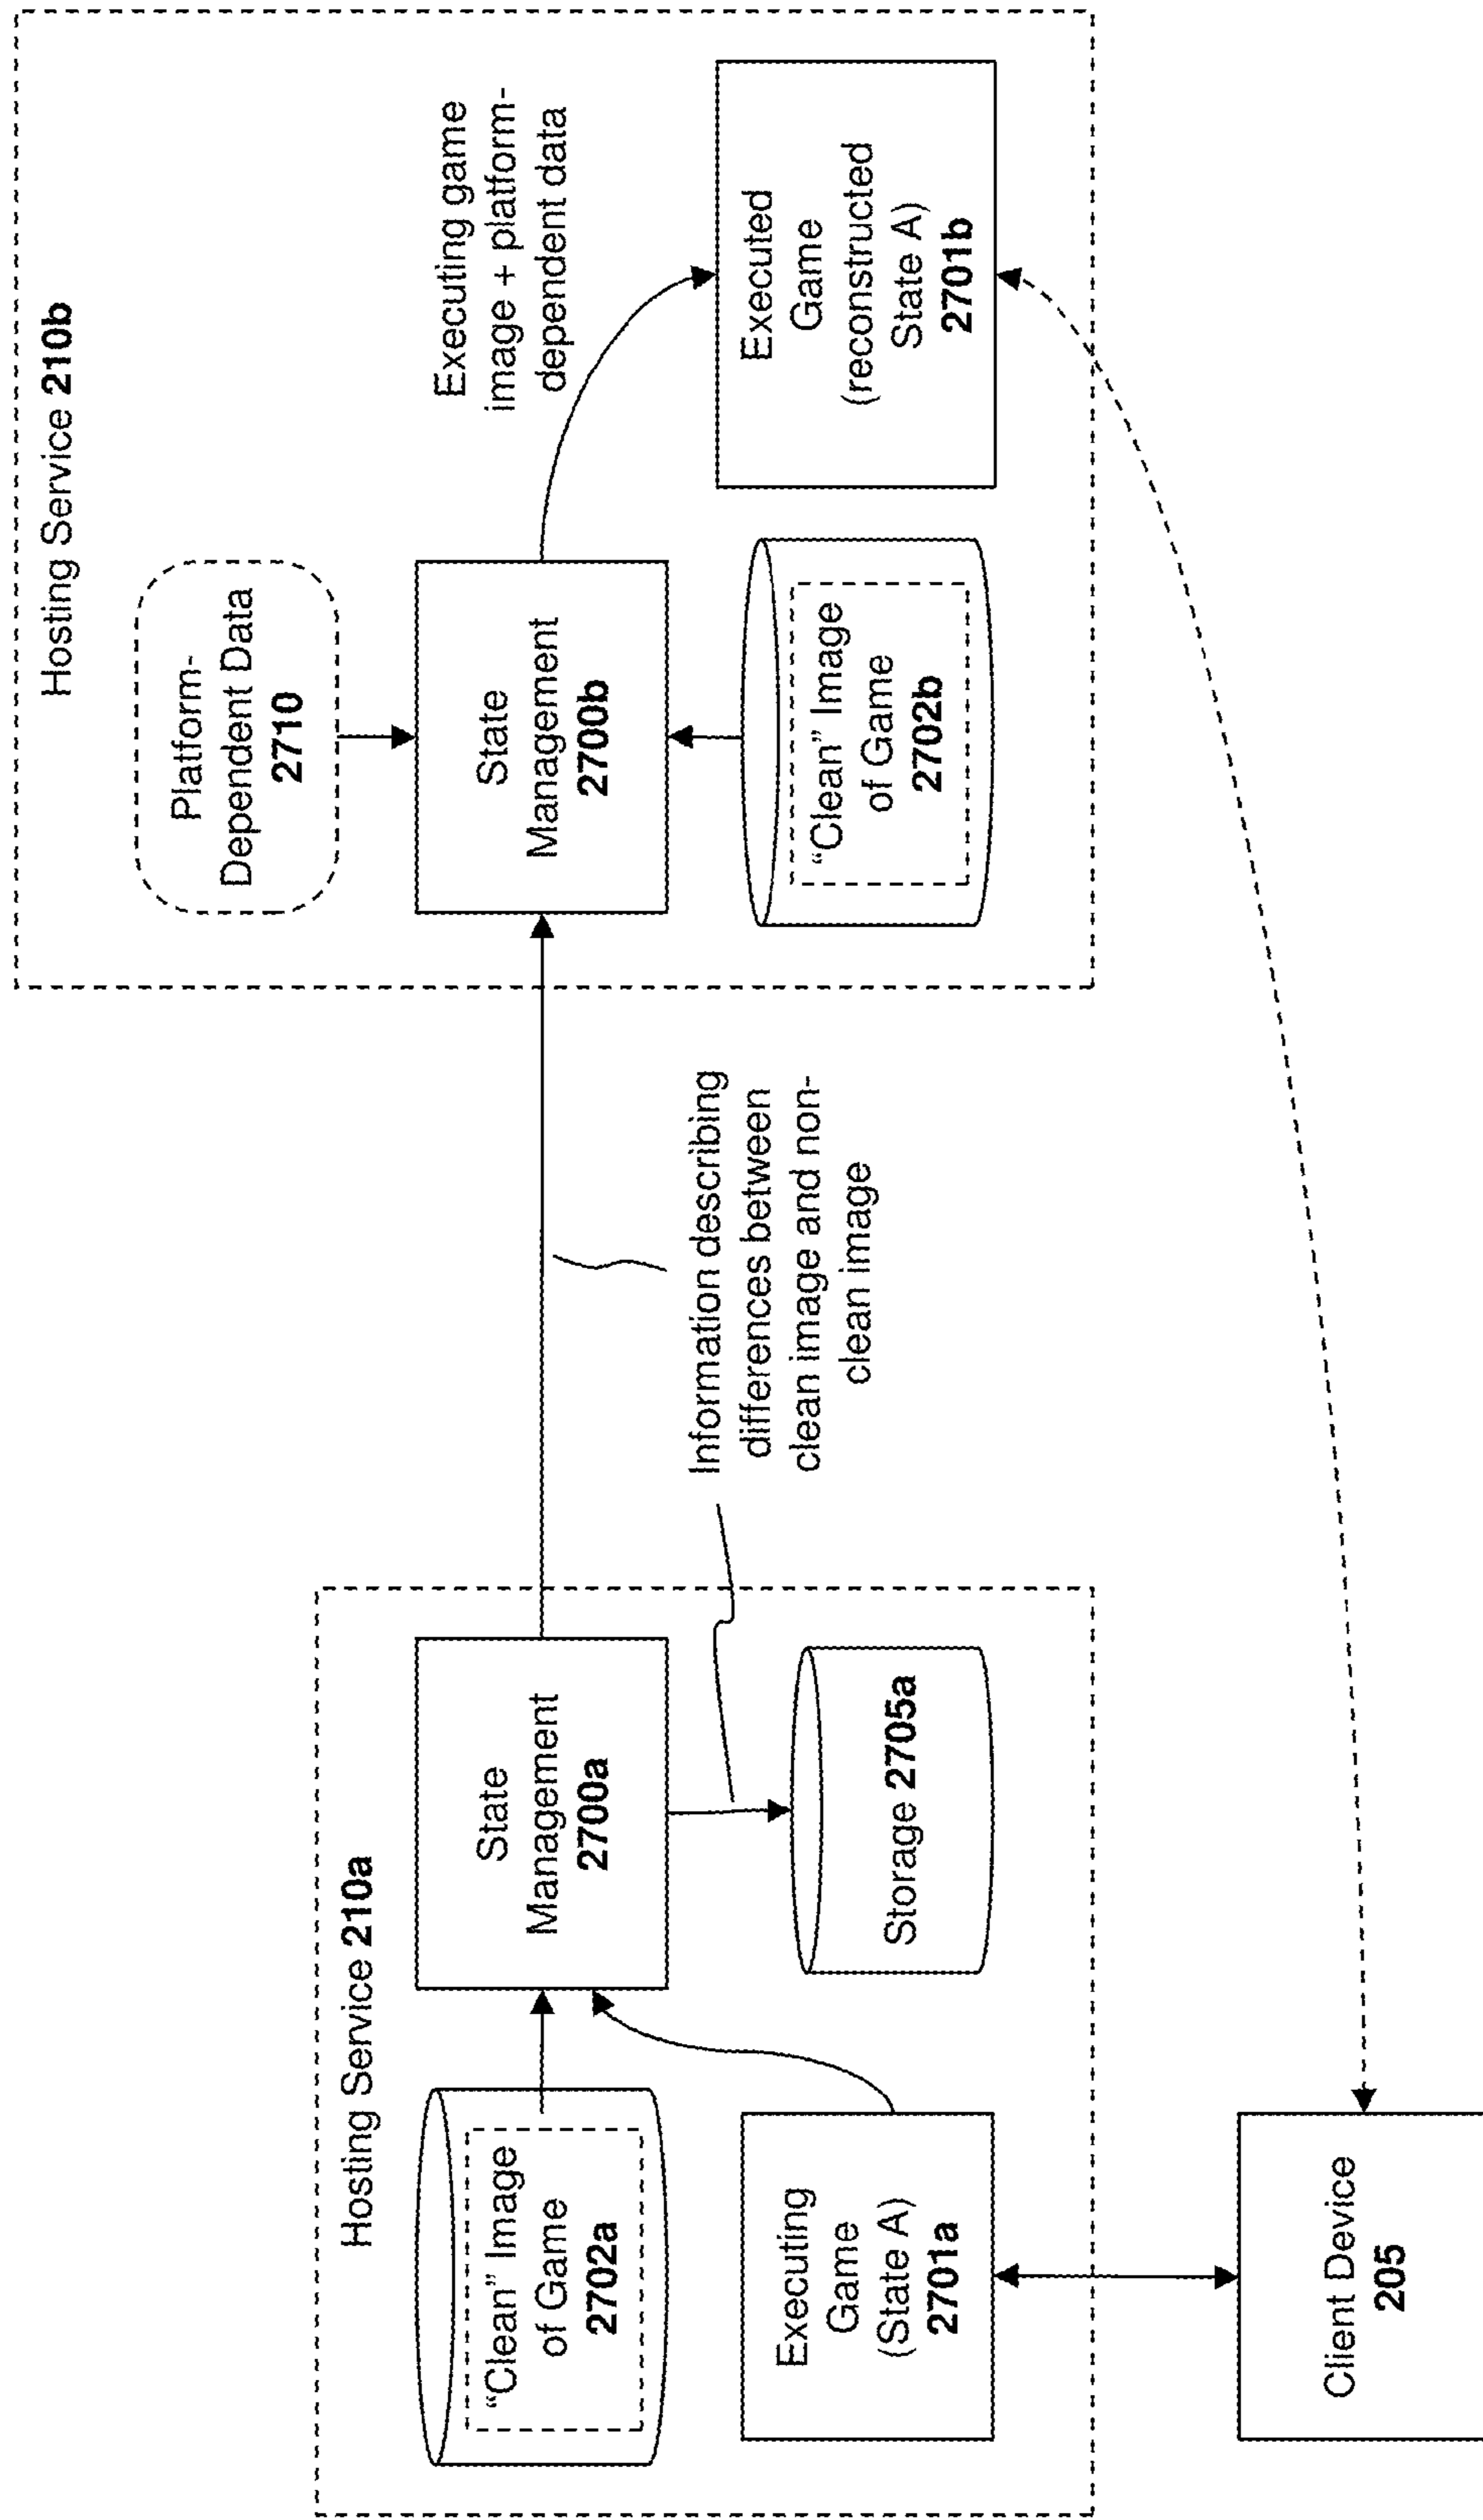 Hosting Service 210a
"Clean" Image
of Game
2702a
State
Management
2700a
Executing
Game
(State A)
2701a
Storage 2705a
Client Device
205
Information describing
differences between
clean image and non-
clean image
Hosting Service 210b
Platform-
Dependent Data
2710
State
Management
2700b
"Clean" Image
of Game
2702b
Executing game
image + platform-
dependent data
Executed
Game
(reconstructed
State A)
2701b